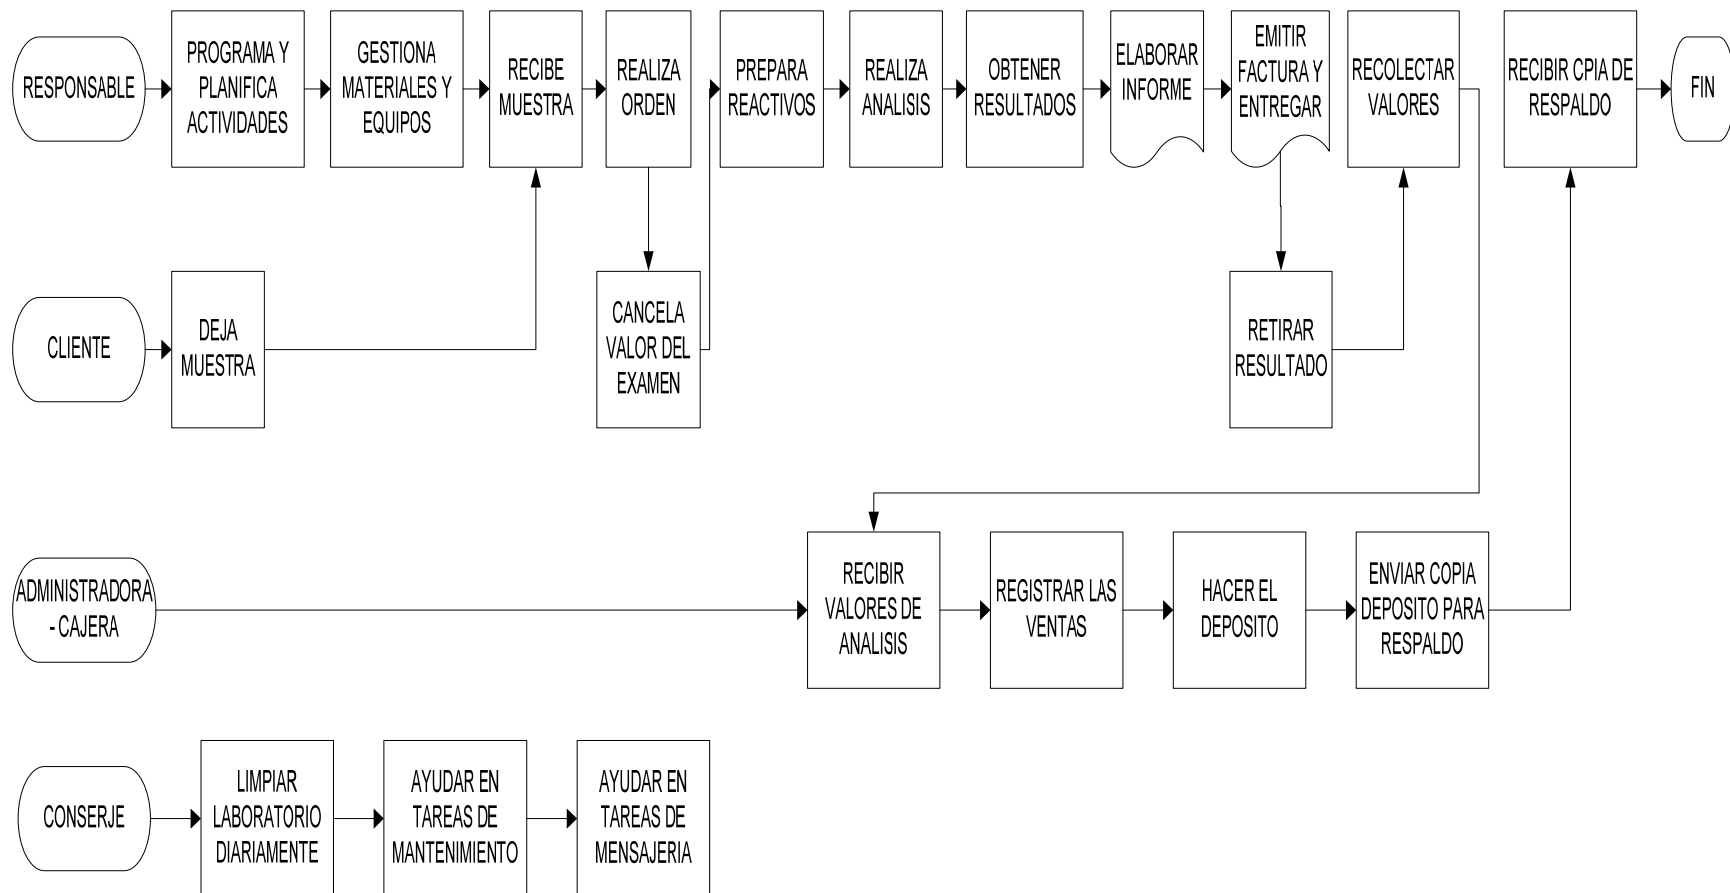 RESPONSABLE
PROGRAMA Y
PLANIFICA
ACTIVIDADES
GESTIONA
MATERIALES Y
EQUIPOS
RECIBE
MUESTRA
REALIZA
ORDEN
PREPARA
REACTIVOS
REALIZA
ANALISIS
OBTENER
RESULTADOS
ELABORAR
INFORME
EMITIR
FACTURA Y
ENTREGAR
RECOLECTAR
VALORES
RECIBIR CPIA DE
RESPALDO
FIN
CLIENTE
DEJA
MUESTRA
CANCELA
VALOR DEL
EXAMEN
RETIRAR
RESULTADO
ADMINISTRADORA
- CAJERA
RECIBIR
VALORES DE
ANALISIS
REGISTRAR LAS
VENTAS
HACER EL
DEPOSITO
ENVIAR COPIA
DEPOSITO PARA
RESPALDO
CONSERJE
LIMPIAR
LABORATORIO
DIARIAMENTE
AYUDAR EN
TAREAS DE
MANTENIMIENTO
AYUDAR EN
TAREAS DE
MENSAJERIA